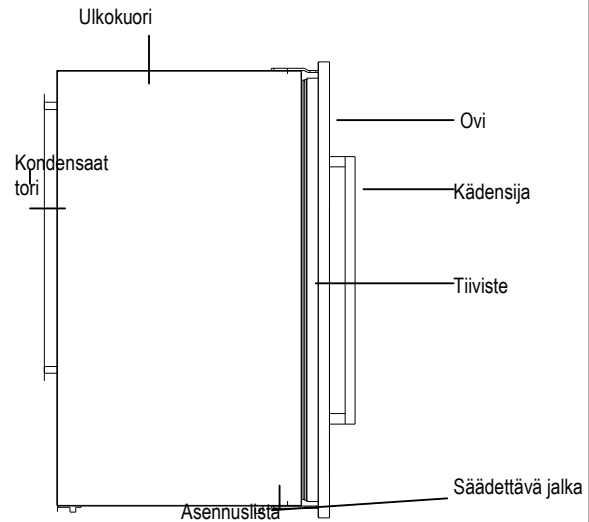 Ulkokuori
Ovi
Kondensaat
tori
Kädensija
Tiiviste
Säädettävä jalka
Asennuslista